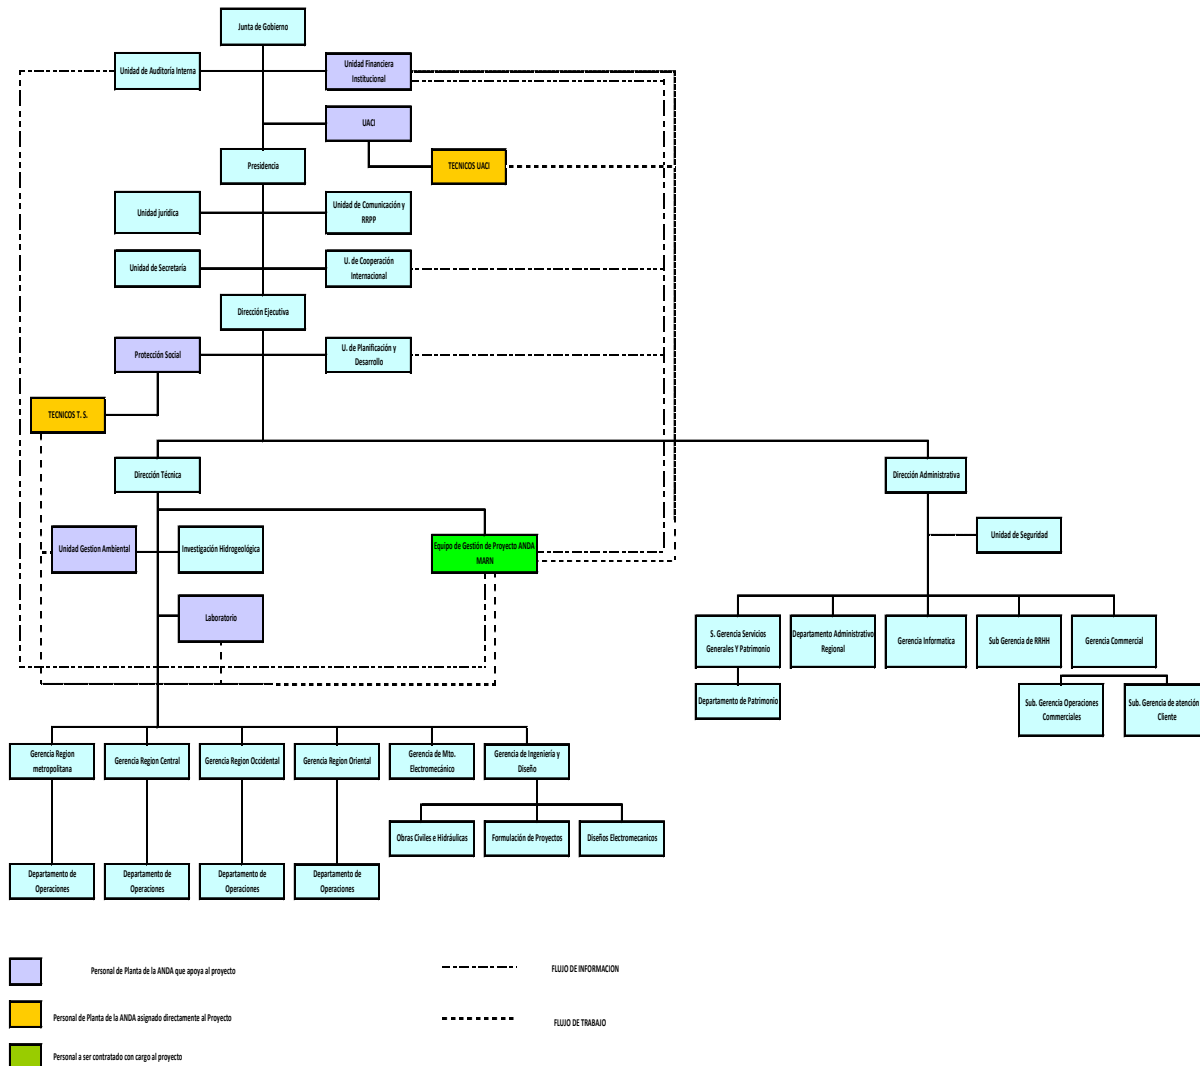 Junta de Gobierno
Unidad de Auditoría Interna
Unidad Financiera
Institucional
UACI
Presidencia
TECNICOS UACI
Unidad jurídica
Unidad de Comunicación y
RRPP
Unidad de Secretaría
U. de Cooperación
Internacional
Dirección Ejecutiva
Protección Social
U. de Planificación y
Desarrollo
TECNICOS T. S.
Dirección Técnica
Dirección Administrativa
Unidad Gestion Ambiental
Investigación Hidrogeológica
Equipo de Gestión de Proyecto ANDA
MARN
Unidad de Seguridad
Laboratorio
S. Gerencia Servicios
Generales Y Patrimonio
Departamento Administrativo
Regional
Gerencia Informatica
Sub Gerencia de RRHH
Gerencia Commercial
Departamento de Patrimonio
Sub. Gerencia Operaciones
Commerciales
Sub. Gerencia de atención
Cliente
Gerencia Region
metropolitana
Gerencia Region Central
Gerencia Region Occidental
Gerencia Region Oriental
Gerencia de Mto.
Electromecánico
Gerencia de Ingeniería y
Diseño
Obras Civiles e Hidráulicas
Formulación de Proyectos
Diseños Electromecanicos
Departamento de
Operaciones
Departamento de
Operaciones
Departamento de
Operaciones
Departamento de
Operaciones
Personal de Planta de la ANDA que apoya al proyecto
FLUJO DE INFORMACION
Personal de Planta de la ANDA asignado directamente al Proyecto
FLUJO DE TRABAJO
Personal a ser contratado con cargo al proyecto